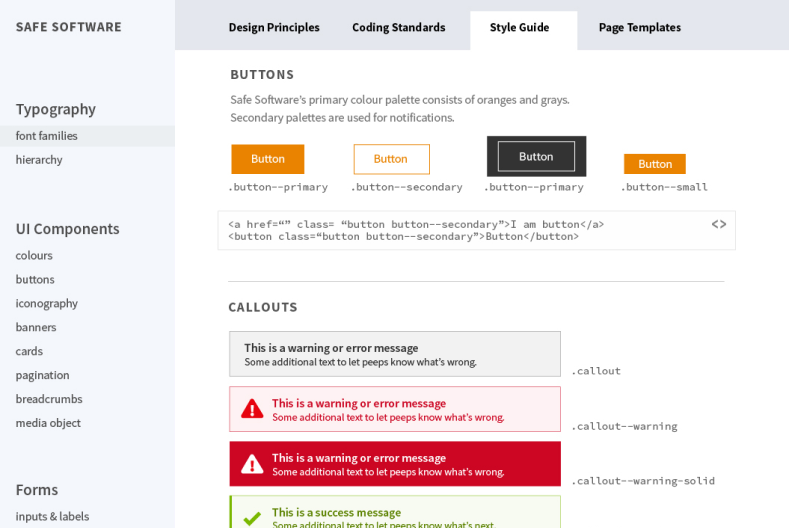 SAFE SOFTWARE
Design Principles
Coding Standards
Style Guide
Page Templates
Typography
font families
hierarchy
UI Components
colours
buttons
iconography
banners
cards
pagination
breadcrumbs
media object
Forms
inputs & labels
BUTTONS
Safe Software's primary colour palette consists of oranges and grays.
Secondary palettes are used for notifications.
Button
Button
Button
Button
.button--primary
.button--secondary
.button--primary
.button--small
<a href=“” class= “button button--secondary”>I am button</a>
<button class=“button button--secondary”>Button</button>
<>
CALLOUTS
This is a warning or error message
Some additional text to let peeps know what's wrong.
.callout
This is a warning or error message
Some additional text to let peeps know what's wrong.
.callout--warning
This is a warning or error message
Some additional text to let peeps know what's wrong.
.callout--warning-solid
This is a success message
Some additional text to let peeps know what's next.